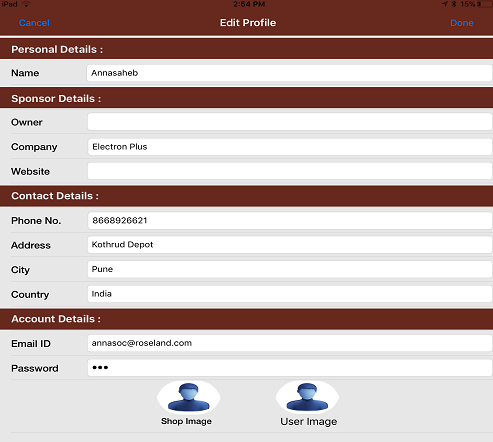 iPad 2:54 PM 15%
Cancel Edit Profile Done
Personal Details :
Name Annasaheb
Sponsor Details :
Owner
Company Electron Plus
Website
Contact Details :
Phone No. 8668926621
Address Kothrud Depot
City Pune
Country India
Account Details :
Email ID annasoc@roseland.com
Password •••
Shop Image User Image